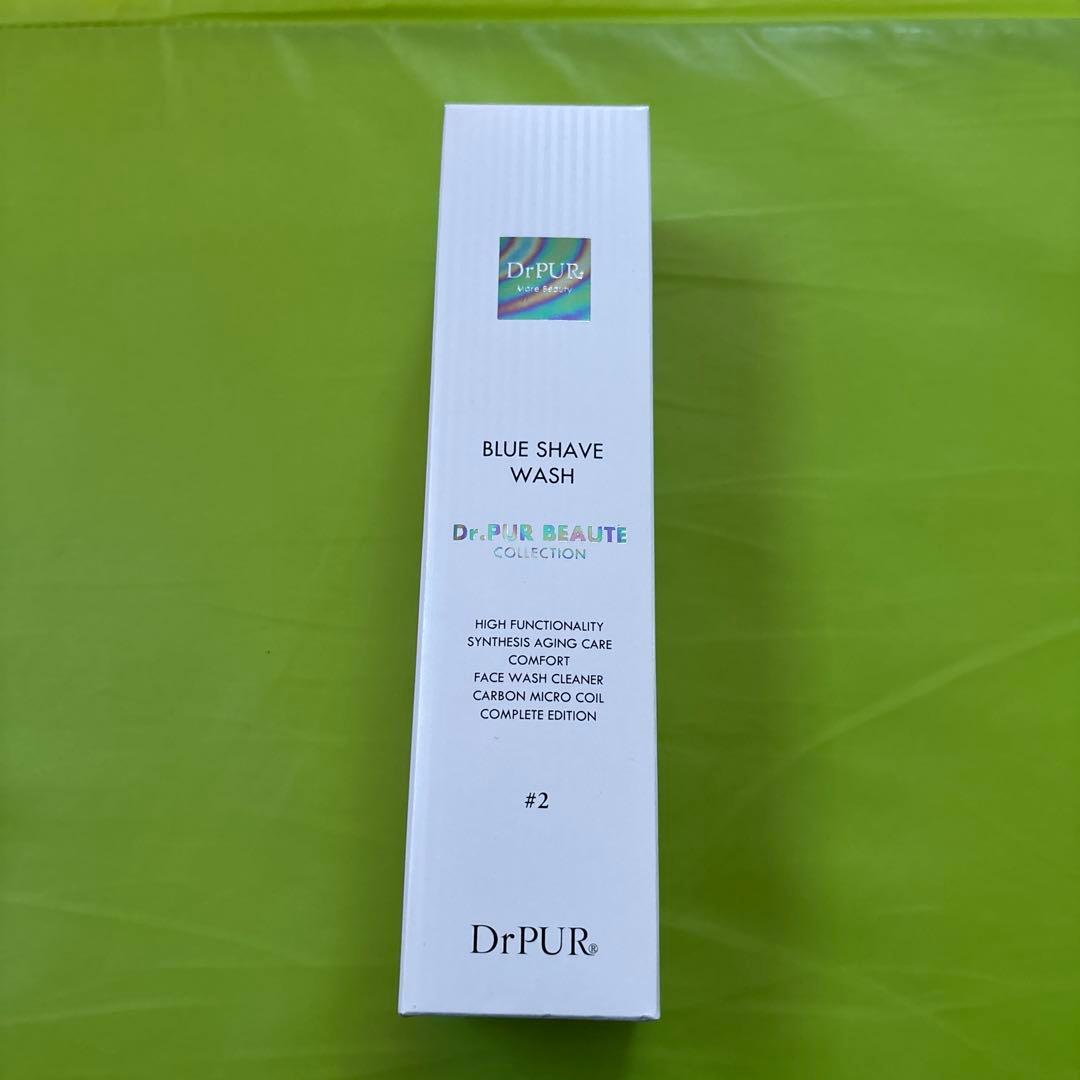 DrPUR®
More Beauty
BLUE SHAVE
WASH
Dr.PUR BEAUTE
COLLECTION
HIGH FUNCTIONALITY
SYNTHESIS AGING CARE
COMFORT
FACE WASH CLEANER
CARBON MICRO COIL
COMPLETE EDITION
#2
DrPUR®